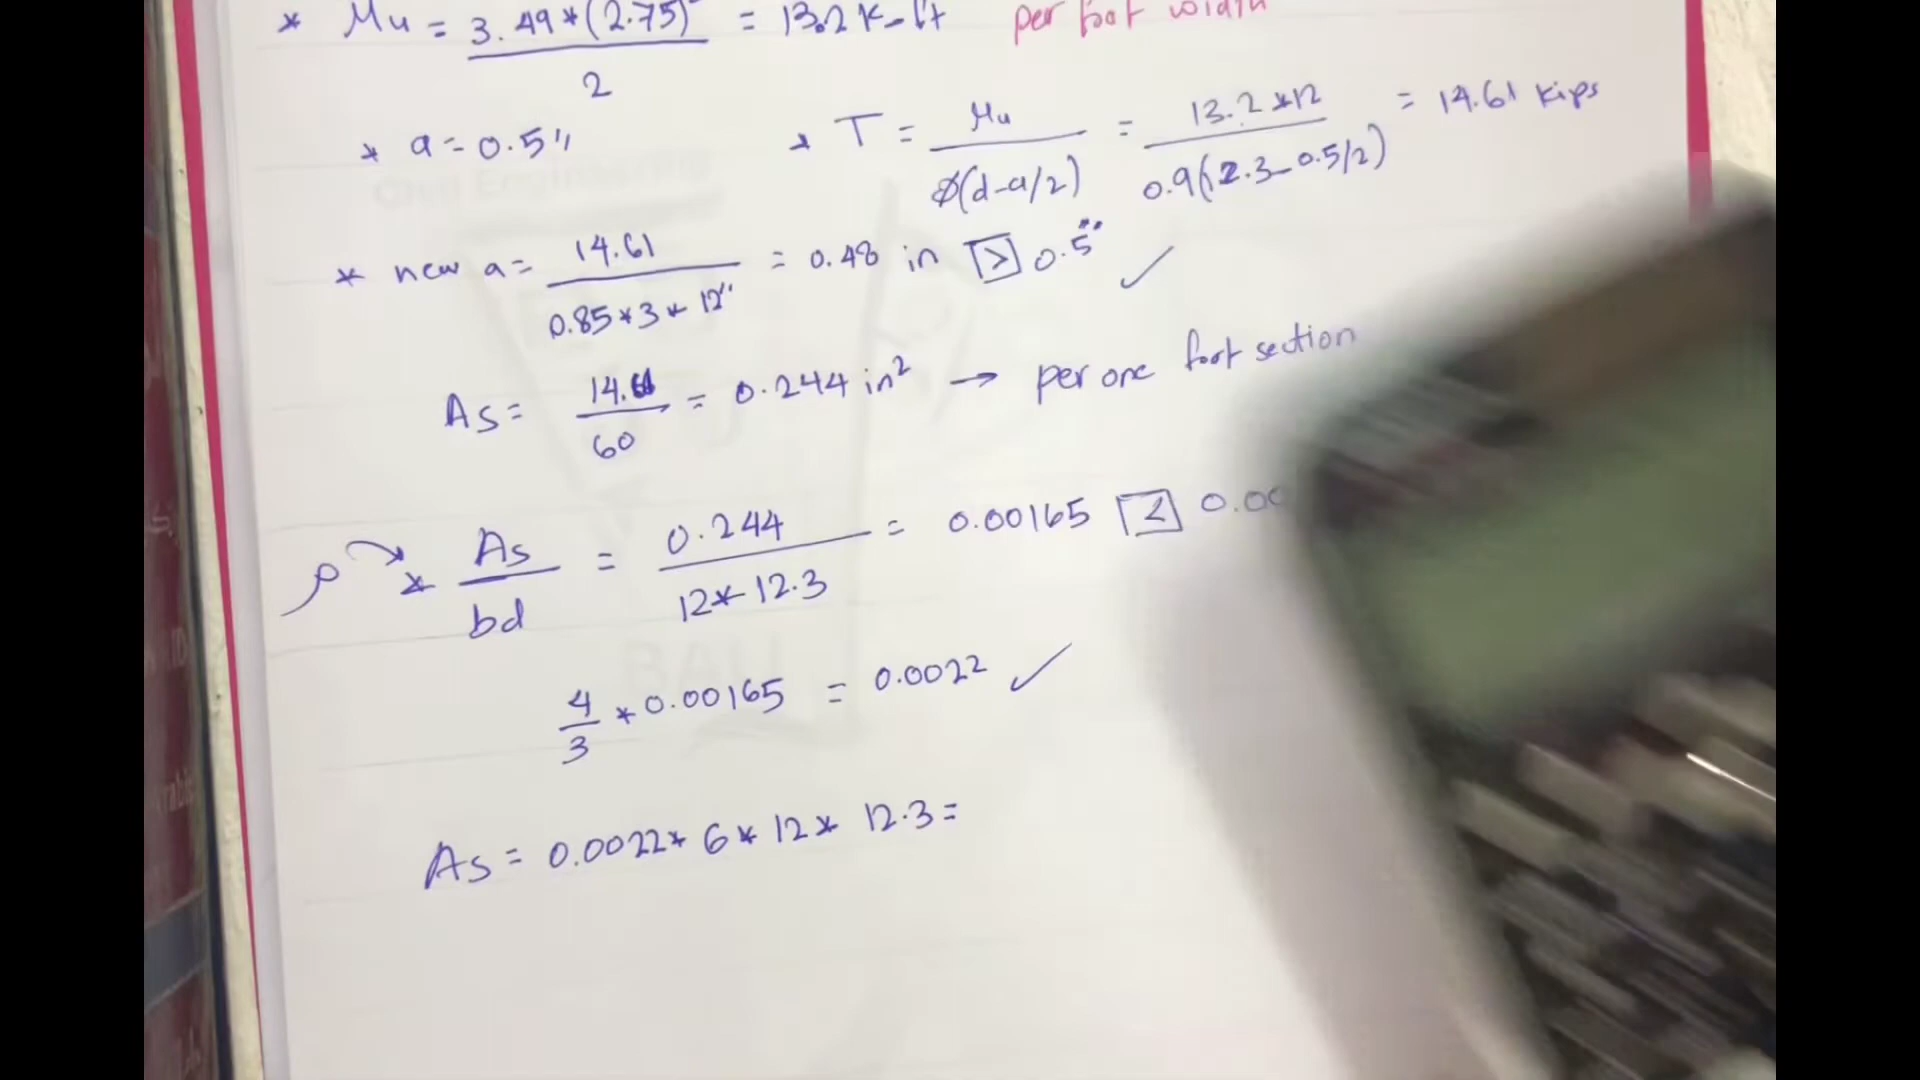 * Mu = 3.49*(2.75)² / 2 = 13.2 K-ft per foot width
* a = 0.5"
* T = Mu / Ø(d-a/2) = 13.2*12 / 0.9(12.3-0.5/2) = 14.61 kips
* new a = 14.61 / 0.85*3*12" = 0.48 in > 0.5" ✓
As = 14.61 / 60 = 0.244 in² → per one foot section
ρ → * As / bd = 0.244 / 12*12.3 = 0.00165 < 0.00
4/3 * 0.00165 = 0.0022 ✓
As = 0.0022* 6* 12* 12.3 =
BAU